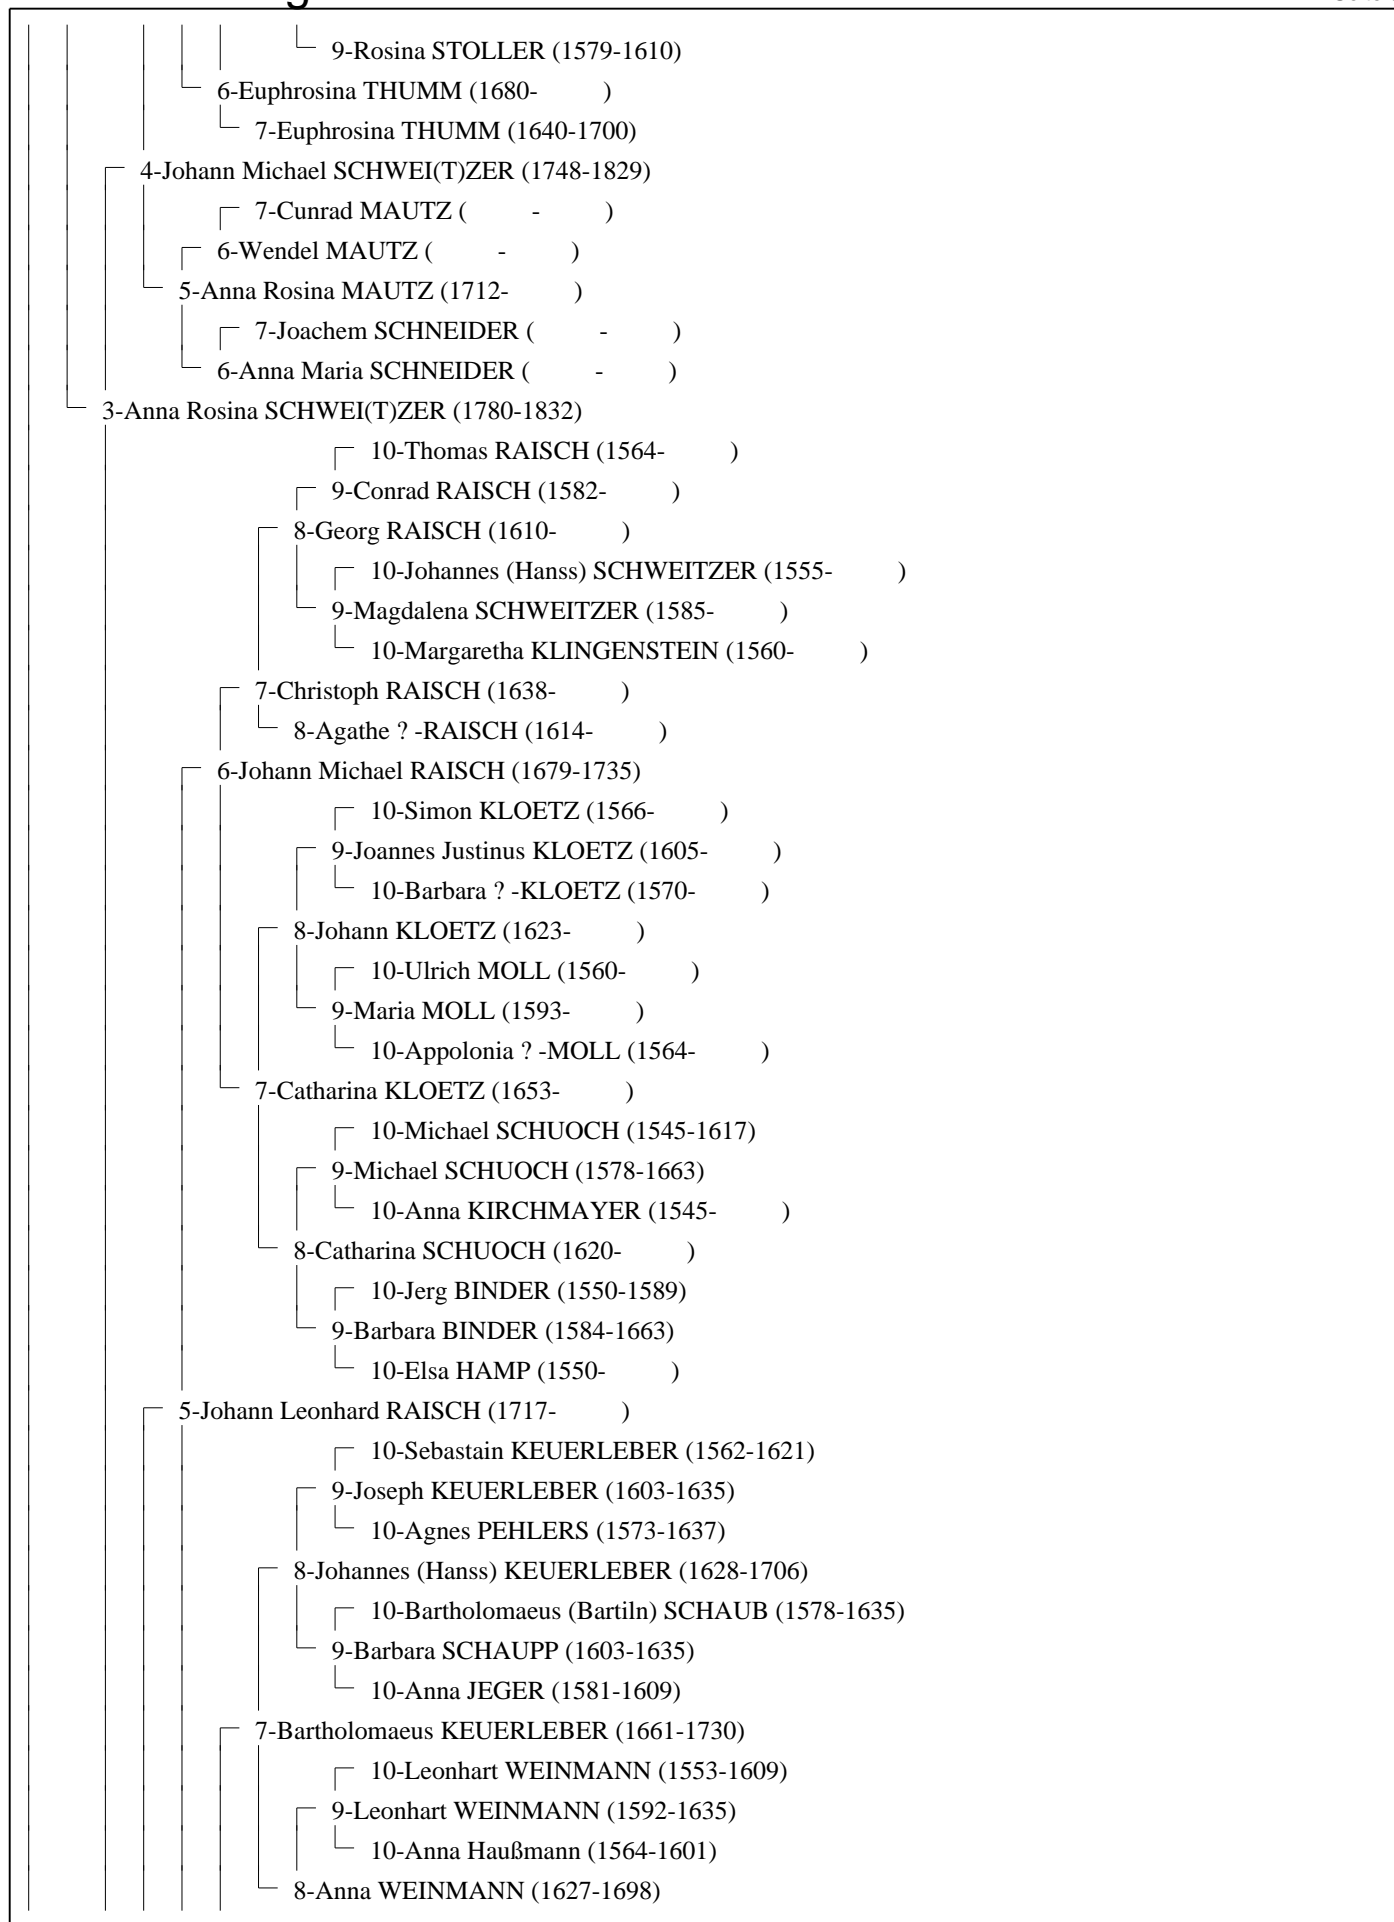 9-Rosina STOLLER (1579-1610)
6-Euphrosina THUMM (1680- )
7-Euphrosina THUMM (1640-1700)
4-Johann Michael SCHWEI(T)ZER (1748-1829)
7-Cunrad MAUTZ ( - )
6-Wendel MAUTZ ( - )
5-Anna Rosina MAUTZ (1712- )
7-Joachem SCHNEIDER ( - )
6-Anna Maria SCHNEIDER ( - )
3-Anna Rosina SCHWEI(T)ZER (1780-1832)
10-Thomas RAISCH (1564- )
9-Conrad RAISCH (1582- )
8-Georg RAISCH (1610- )
10-Johannes (Hanss) SCHWEITZER (1555- )
9-Magdalena SCHWEITZER (1585- )
10-Margaretha KLINGENSTEIN (1560- )
7-Christoph RAISCH (1638- )
8-Agathe ? -RAISCH (1614- )
6-Johann Michael RAISCH (1679-1735)
10-Simon KLOETZ (1566- )
9-Joannes Justinus KLOETZ (1605- )
10-Barbara ? -KLOETZ (1570- )
8-Johann KLOETZ (1623- )
10-Ulrich MOLL (1560- )
9-Maria MOLL (1593- )
10-Appolonia ? -MOLL (1564- )
7-Catharina KLOETZ (1653- )
10-Michael SCHUOCH (1545-1617)
9-Michael SCHUOCH (1578-1663)
10-Anna KIRCHMAYER (1545- )
8-Catharina SCHUOCH (1620- )
10-Jerg BINDER (1550-1589)
9-Barbara BINDER (1584-1663)
10-Elsa HAMP (1550- )
5-Johann Leonhard RAISCH (1717- )
10-Sebastain KEUERLEBER (1562-1621)
9-Joseph KEUERLEBER (1603-1635)
10-Agnes PEHLERS (1573-1637)
8-Johannes (Hanss) KEUERLEBER (1628-1706)
10-Bartholomaeus (Bartiln) SCHAUB (1578-1635)
9-Barbara SCHAUPP (1603-1635)
10-Anna JEGER (1581-1609)
7-Bartholomaeus KEUERLEBER (1661-1730)
10-Leonhart WEINMANN (1553-1609)
9-Leonhart WEINMANN (1592-1635)
10-Anna Haußmann (1564-1601)
8-Anna WEINMANN (1627-1698)